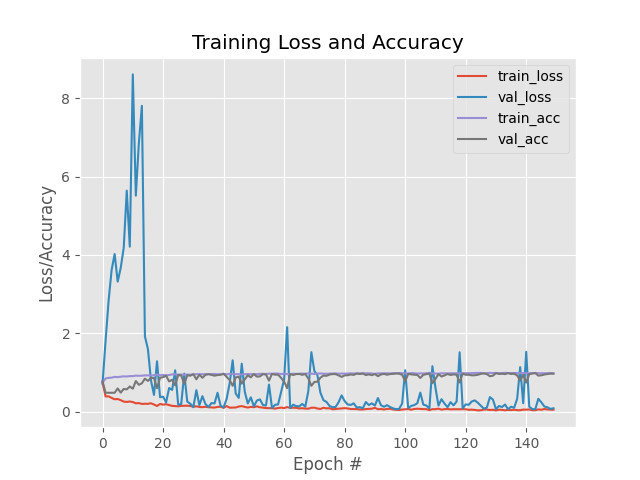 Training Loss and Accuracy
train_loss
val_loss
train_acc
val_acc
Loss/Accuracy
8
6
4
2
0
0 20 40 60 80 100 120 140
Epoch #